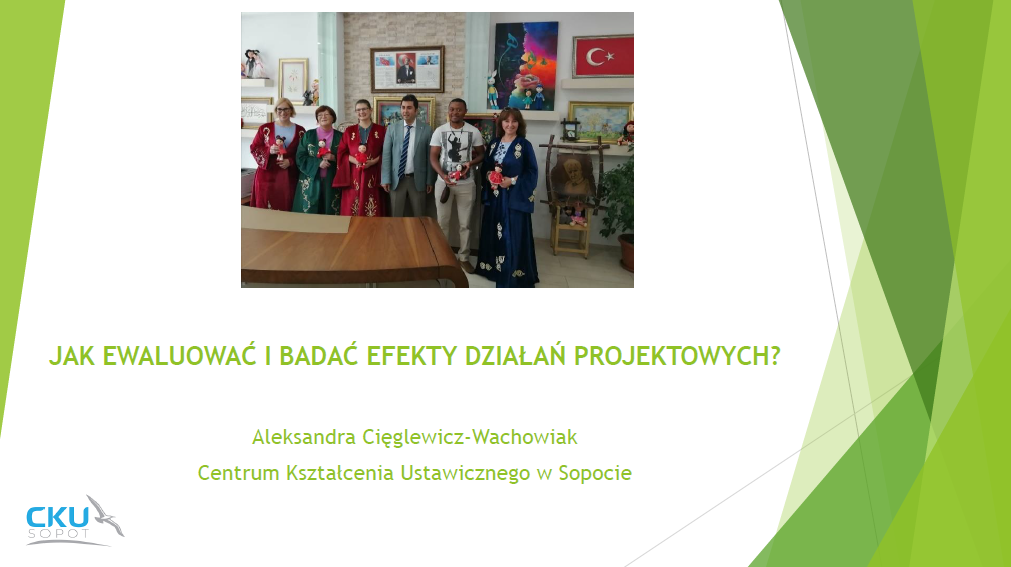 JAK EWALUOWAĆ I BADAĆ EFEKTY DZIAŁAŃ PROJEKTOWYCH?
Aleksandra Cięglewicz-Wachowiak
Centrum Kształcenia Ustawicznego w Sopocie
CKU
SOPOT